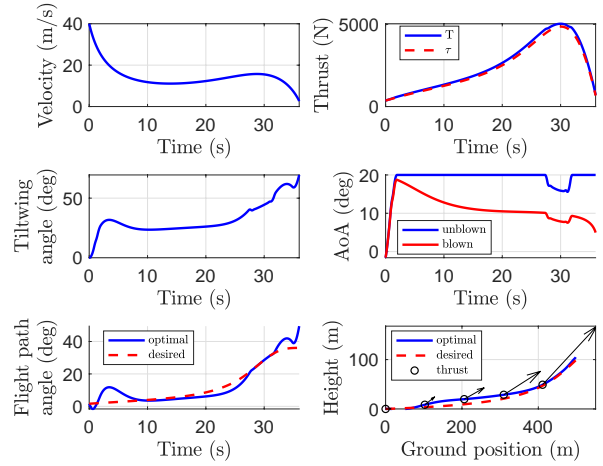 Velocity (m/s)
40
20
0
0
10
20
30
Time (s)
Thrust (N)
5000
0
T
τ
0
10
20
30
Time (s)
Tiltwing
angle (deg)
50
0
0
10
20
30
Time (s)
AoA (deg)
20
10
0
unblown
blown
0
10
20
30
Time (s)
Flight path
angle (deg)
40
20
0
optimal
desired
0
10
20
30
Time (s)
Height (m)
100
0
optimal
desired
thrust
0
200
400
Ground position (m)